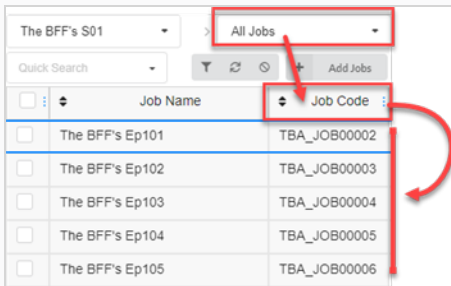 The BFF's S01 > All Jobs
Quick Search + Add Jobs
Job Name Job Code
The BFF's Ep101 TBA_JOB00002
The BFF's Ep102 TBA_JOB00003
The BFF's Ep103 TBA_JOB00004
The BFF's Ep104 TBA_JOB00005
The BFF's Ep105 TBA_JOB00006